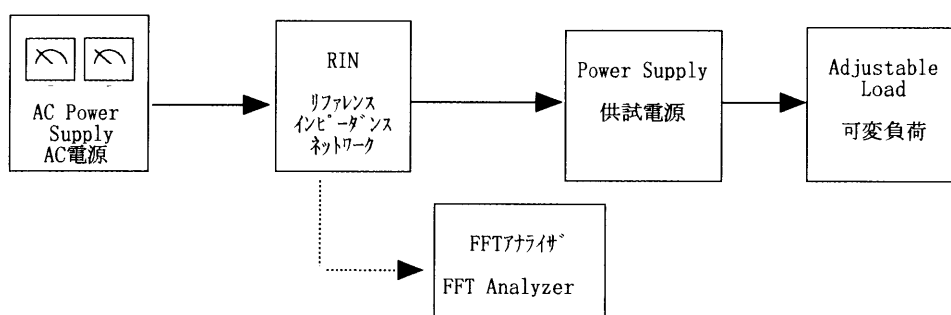 AC Power
Supply
AC電源
RIN
ﾘﾌｧﾚﾝｽ
ｲﾝﾋﾟｰﾀﾞﾝｽ
ﾈｯﾄﾜｰｸ
Power Supply
供試電源
Adjustable
Load
可変負荷
FFTｱﾅﾗｲｻﾞ
FFT Analyzer